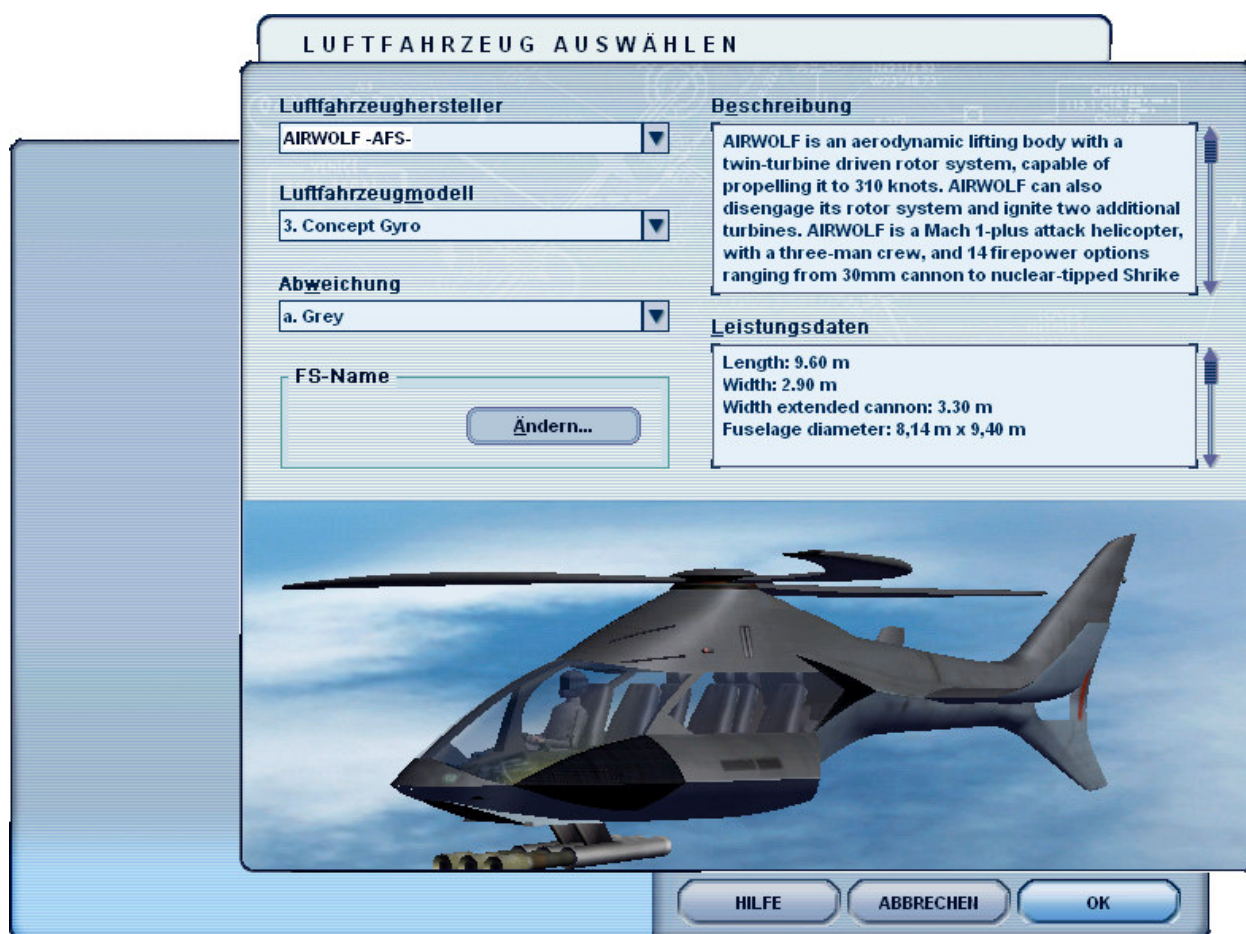 LUFTFAHRZEUG AUSWÄHLEN
Luftfahrzeughersteller
AIRWOLF -AFS-
Luftfahrzeugmodell
3. Concept Gyro
Abweichung
a. Grey
FS-Name
Ändern...
Beschreibung
AIRWOLF is an aerodynamic lifting body with a
twin-turbine driven rotor system, capable of
propelling it to 310 knots. AIRWOLF can also
disengage its rotor system and ignite two additional
turbines. AIRWOLF is a Mach 1-plus attack helicopter,
with a three-man crew, and 14 firepower options
ranging from 30mm cannon to nuclear-tipped Shrike
Leistungsdaten
Length: 9.60 m
Width: 2.90 m
Width extended cannon: 3.30 m
Fuselage diameter: 8,14 m x 9,40 m
HILFE
ABBRECHEN
OK